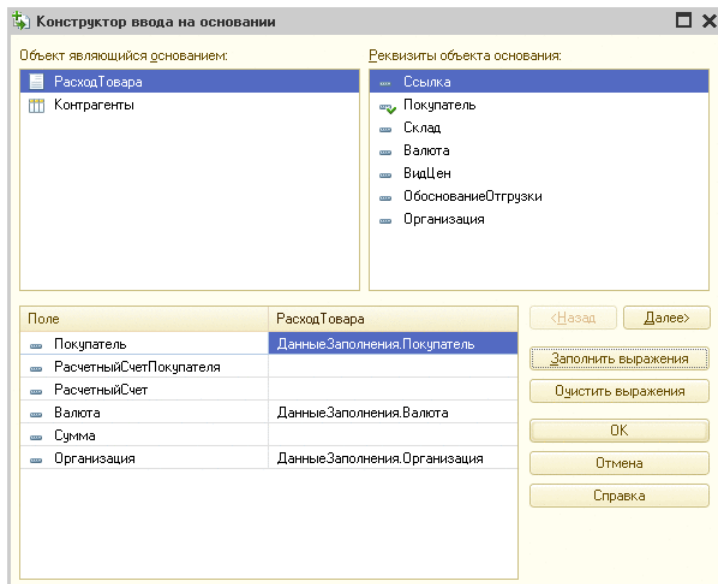 Конструктор ввода на основании
Объект являющийся основанием:
РасходТовара
Контрагенты
Реквизиты объекта основания:
Ссылка
Покупатель
Склад
Валюта
ВидЦен
ОбоснованиеОтгрузки
Организация
Поле РасходТовара
Покупатель ДанныеЗаполнения.Покупатель
РасчетныйСчетПокупателя
РасчетныйСчет
Валюта ДанныеЗаполнения.Валюта
Сумма
Организация ДанныеЗаполнения.Организация
<Назад Далее>
Заполнить выражения
Очистить выражения
ОК
Отмена
Справка